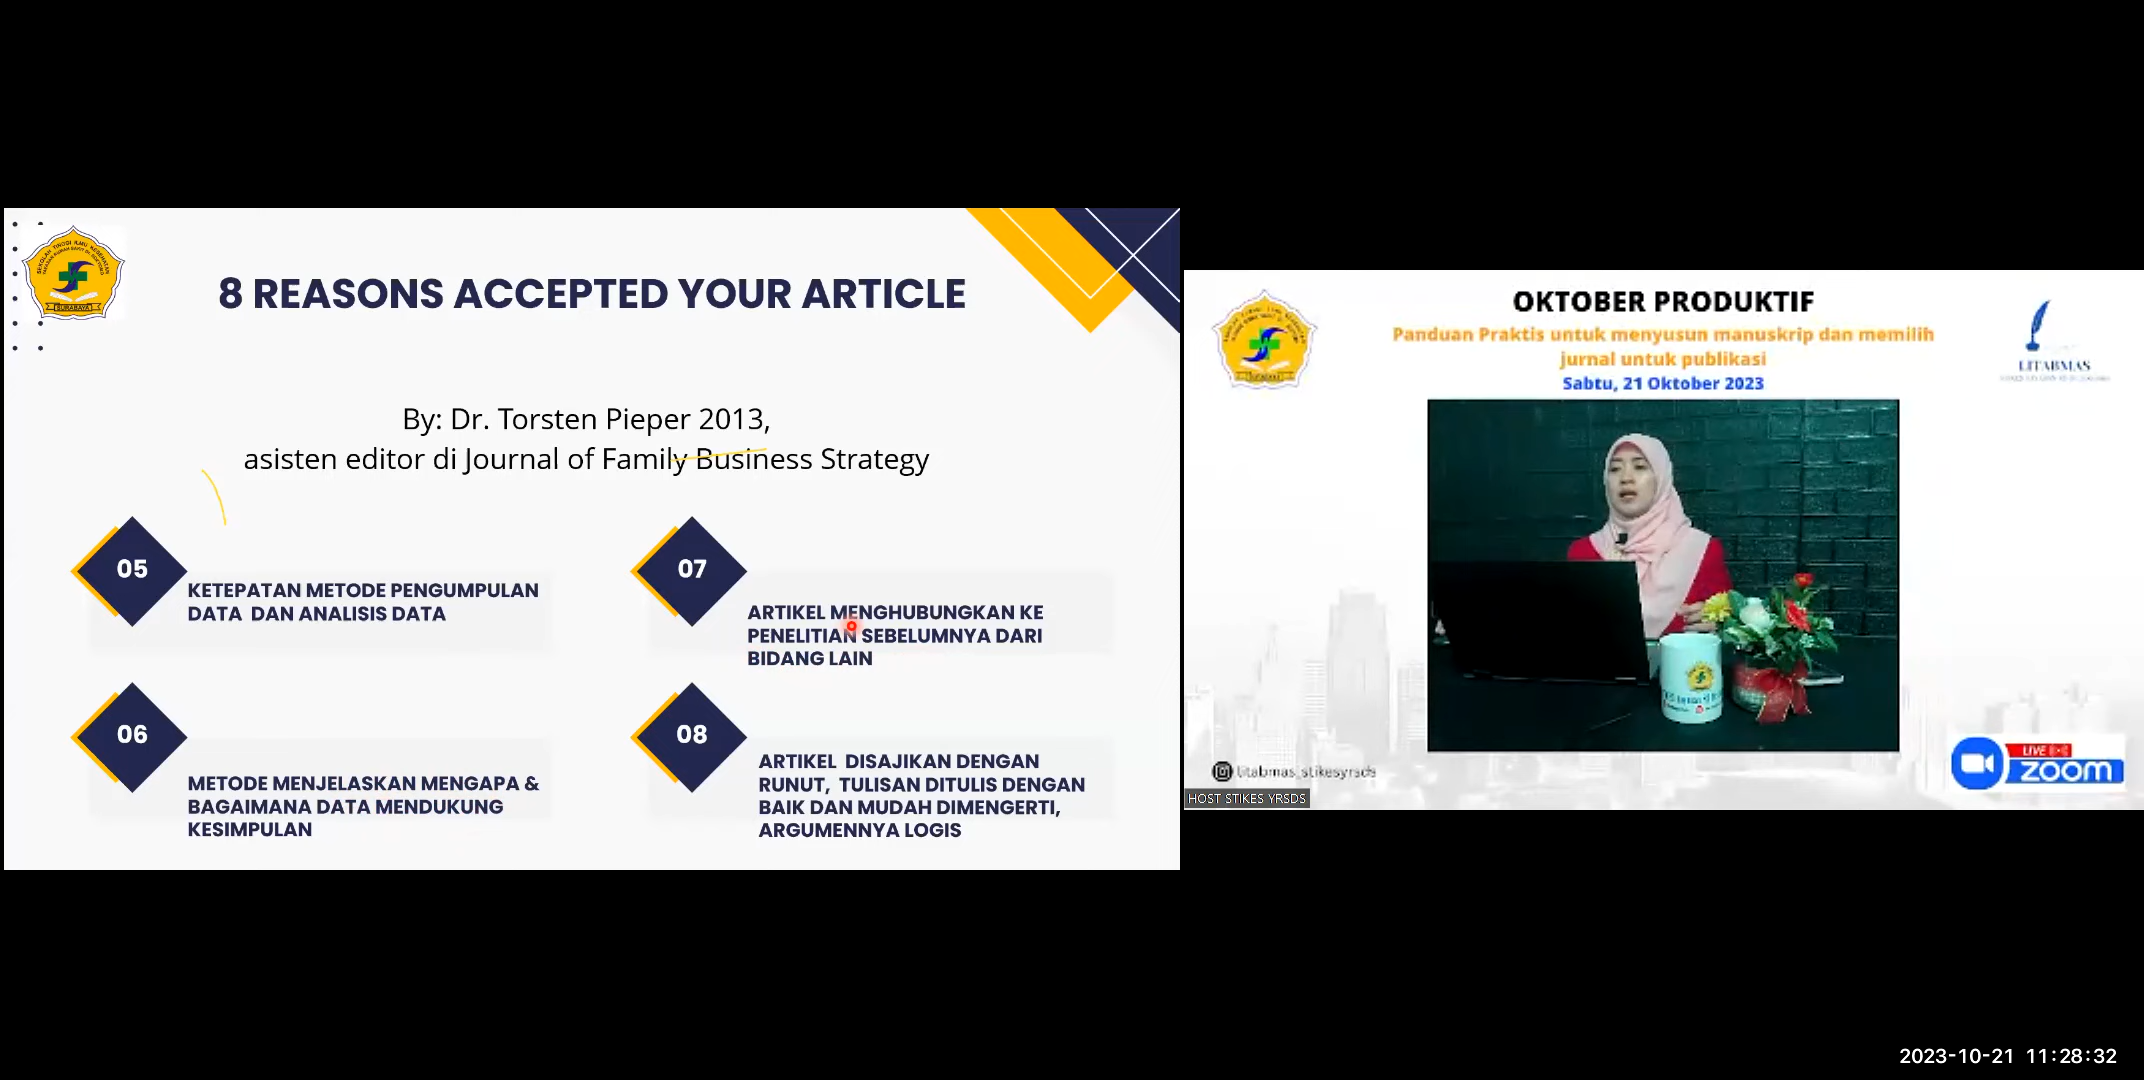 8 REASONS ACCEPTED YOUR ARTICLE
By: Dr. Torsten Pieper 2013,
asisten editor di Journal of Family Business Strategy
05
KETEPATAN METODE PENGUMPULAN
DATA DAN ANALISIS DATA
06
METODE MENJELASKAN MENGAPA &
BAGAIMANA DATA MENDUKUNG
KESIMPULAN
07
ARTIKEL MENGHUBUNGKAN KE
PENELITIAN SEBELUMNYA DARI
BIDANG LAIN
08
ARTIKEL DISAJIKAN DENGAN
RUNUT, TULISAN DITULIS DENGAN
BAIK DAN MUDAH DIMENGERTI,
ARGUMENNYA LOGIS
SURABAYA
OKTOBER PRODUKTIF
Panduan Praktis untuk menyusun manuskrip dan memilih
jurnal untuk publikasi
Sabtu, 21 Oktober 2023
LITABMAS
litabmas_stikesyrsds
HOST STIKES YRSDS
LIVE
zoom
2023-10-21 11:28:32